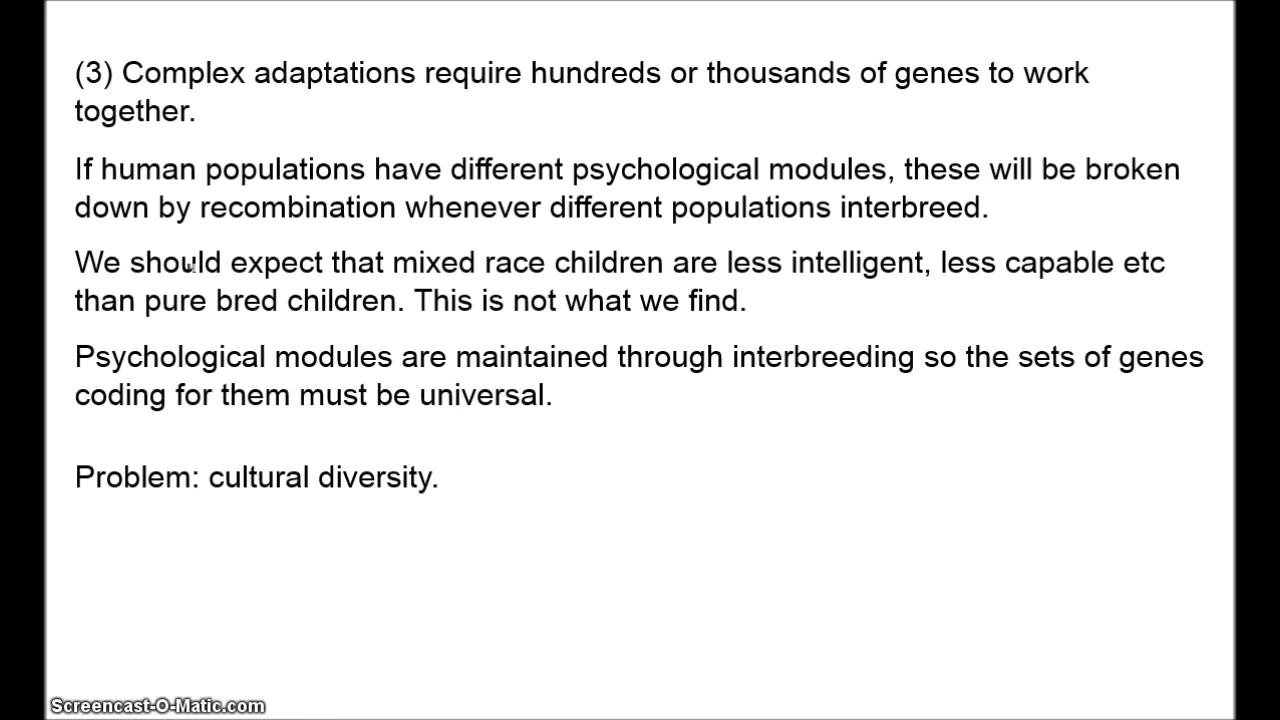 (3) Complex adaptations require hundreds or thousands of genes to work
together.
If human populations have different psychological modules, these will be broken
down by recombination whenever different populations interbreed.
We should expect that mixed race children are less intelligent, less capable etc
than pure bred children. This is not what we find.
Psychological modules are maintained through interbreeding so the sets of genes
coding for them must be universal.
Problem: cultural diversity.
Screencast-O-Matic.com